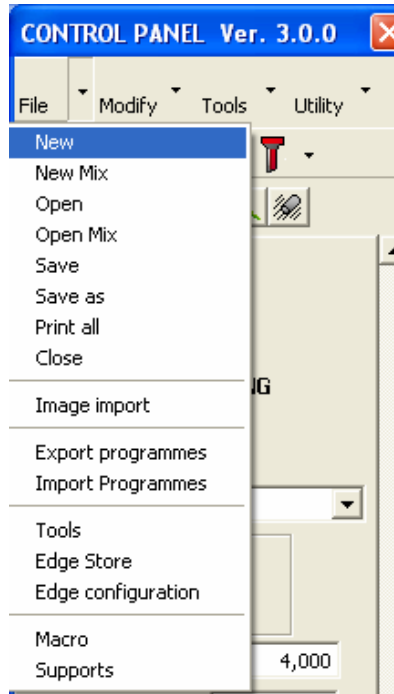 CONTROL PANEL Ver. 3.0.0
File Modify Tools Utility
New
New Mix
Open
Open Mix
Save
Save as
Print all
Close
Image import
Export programmes
Import Programmes
Tools
Edge Store
Edge configuration
Macro
Supports
4,000